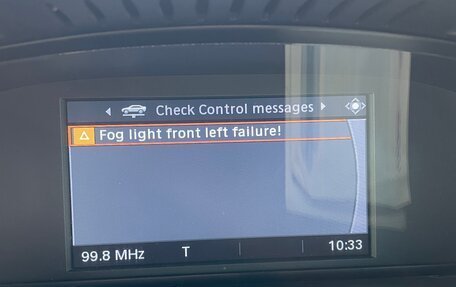 Check Control messages
Fog light front left failure!
99.8 MHz T 10:33